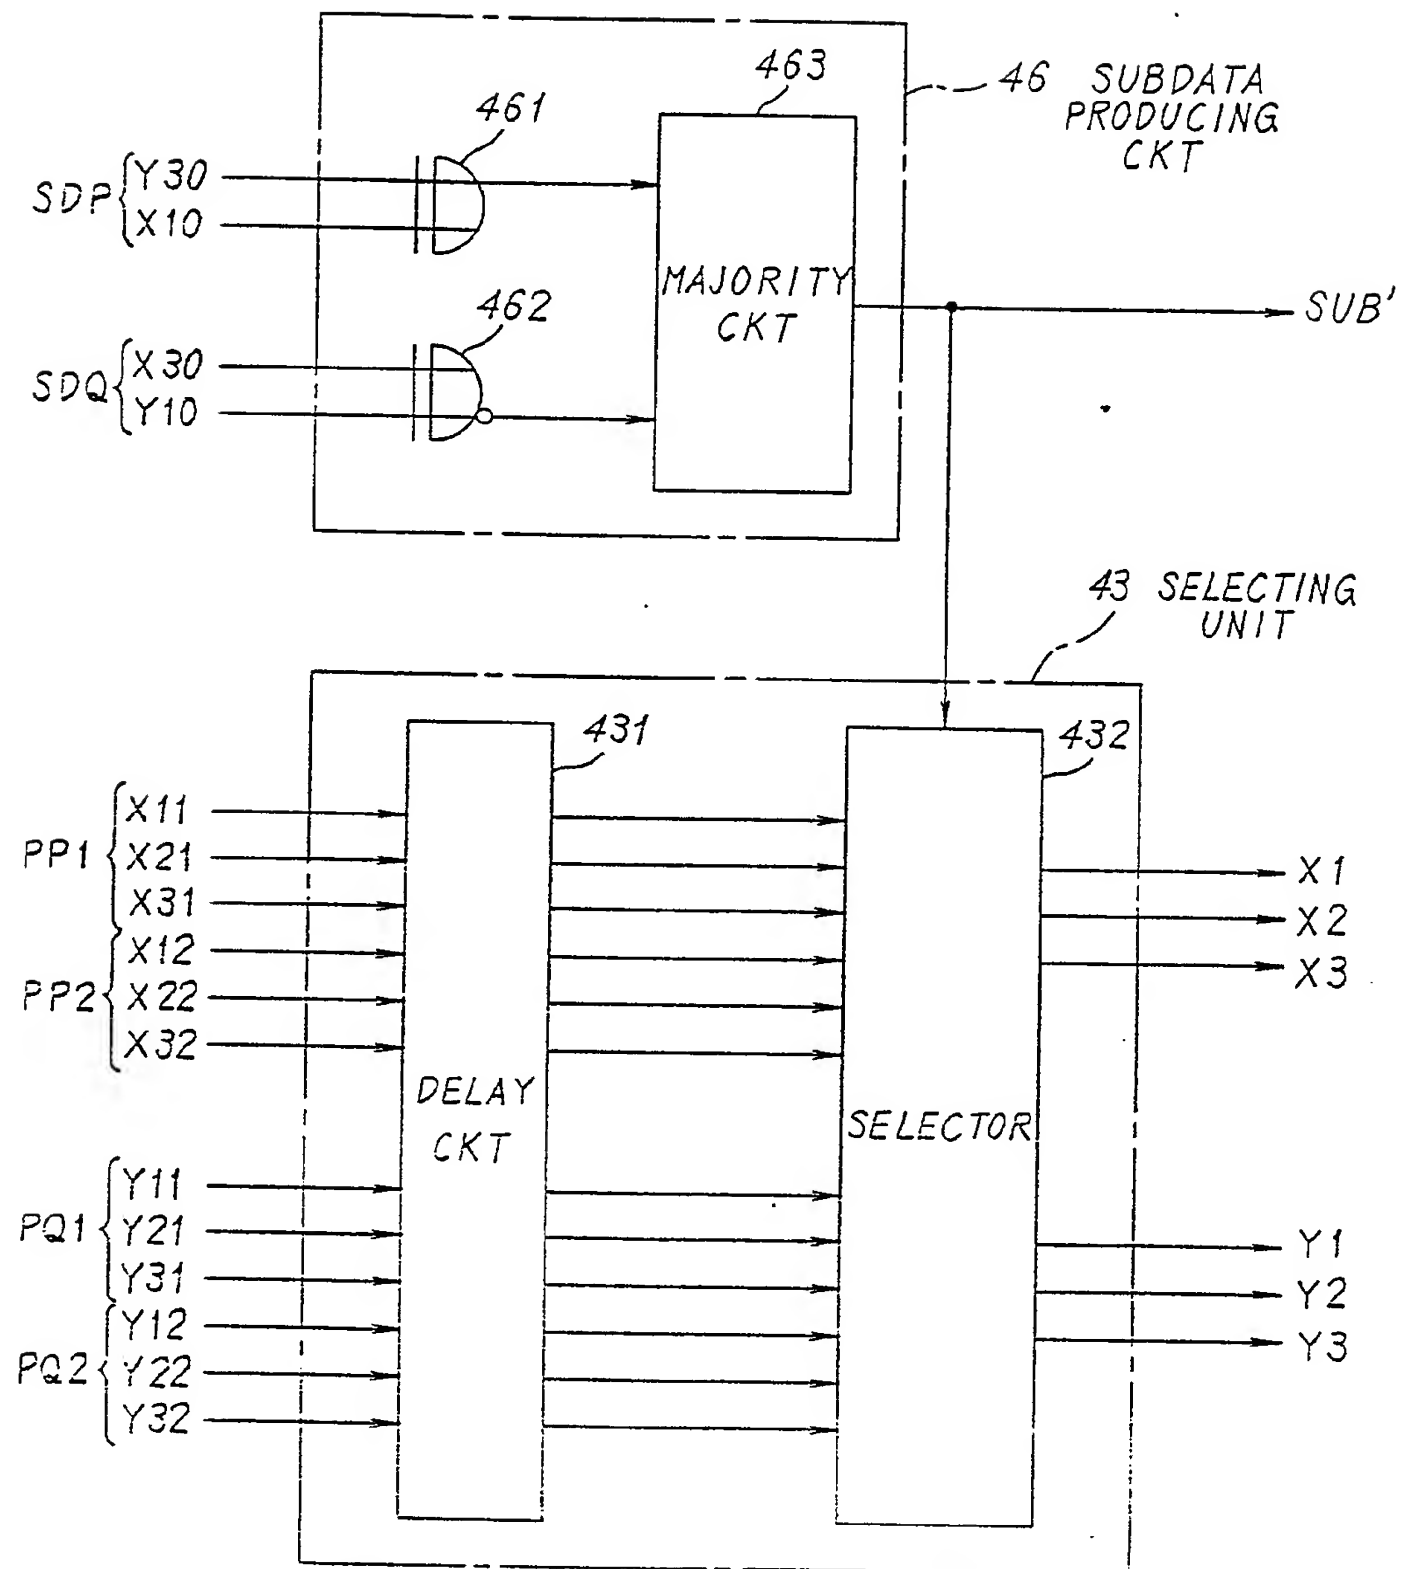 463
46 SUBDATA
PRODUCING
CKT
461
SDP
Y30
X10
MAJORITY
CKT
SUB'
462
SDQ
X30
Y10
43 SELECTING
UNIT
431
432
PP1
X11
X21
X31
PP2
X12
X22
X32
X1
X2
X3
DELAY
CKT
SELECTOR
PQ1
Y11
Y21
Y31
PQ2
Y12
Y22
Y32
Y1
Y2
Y3